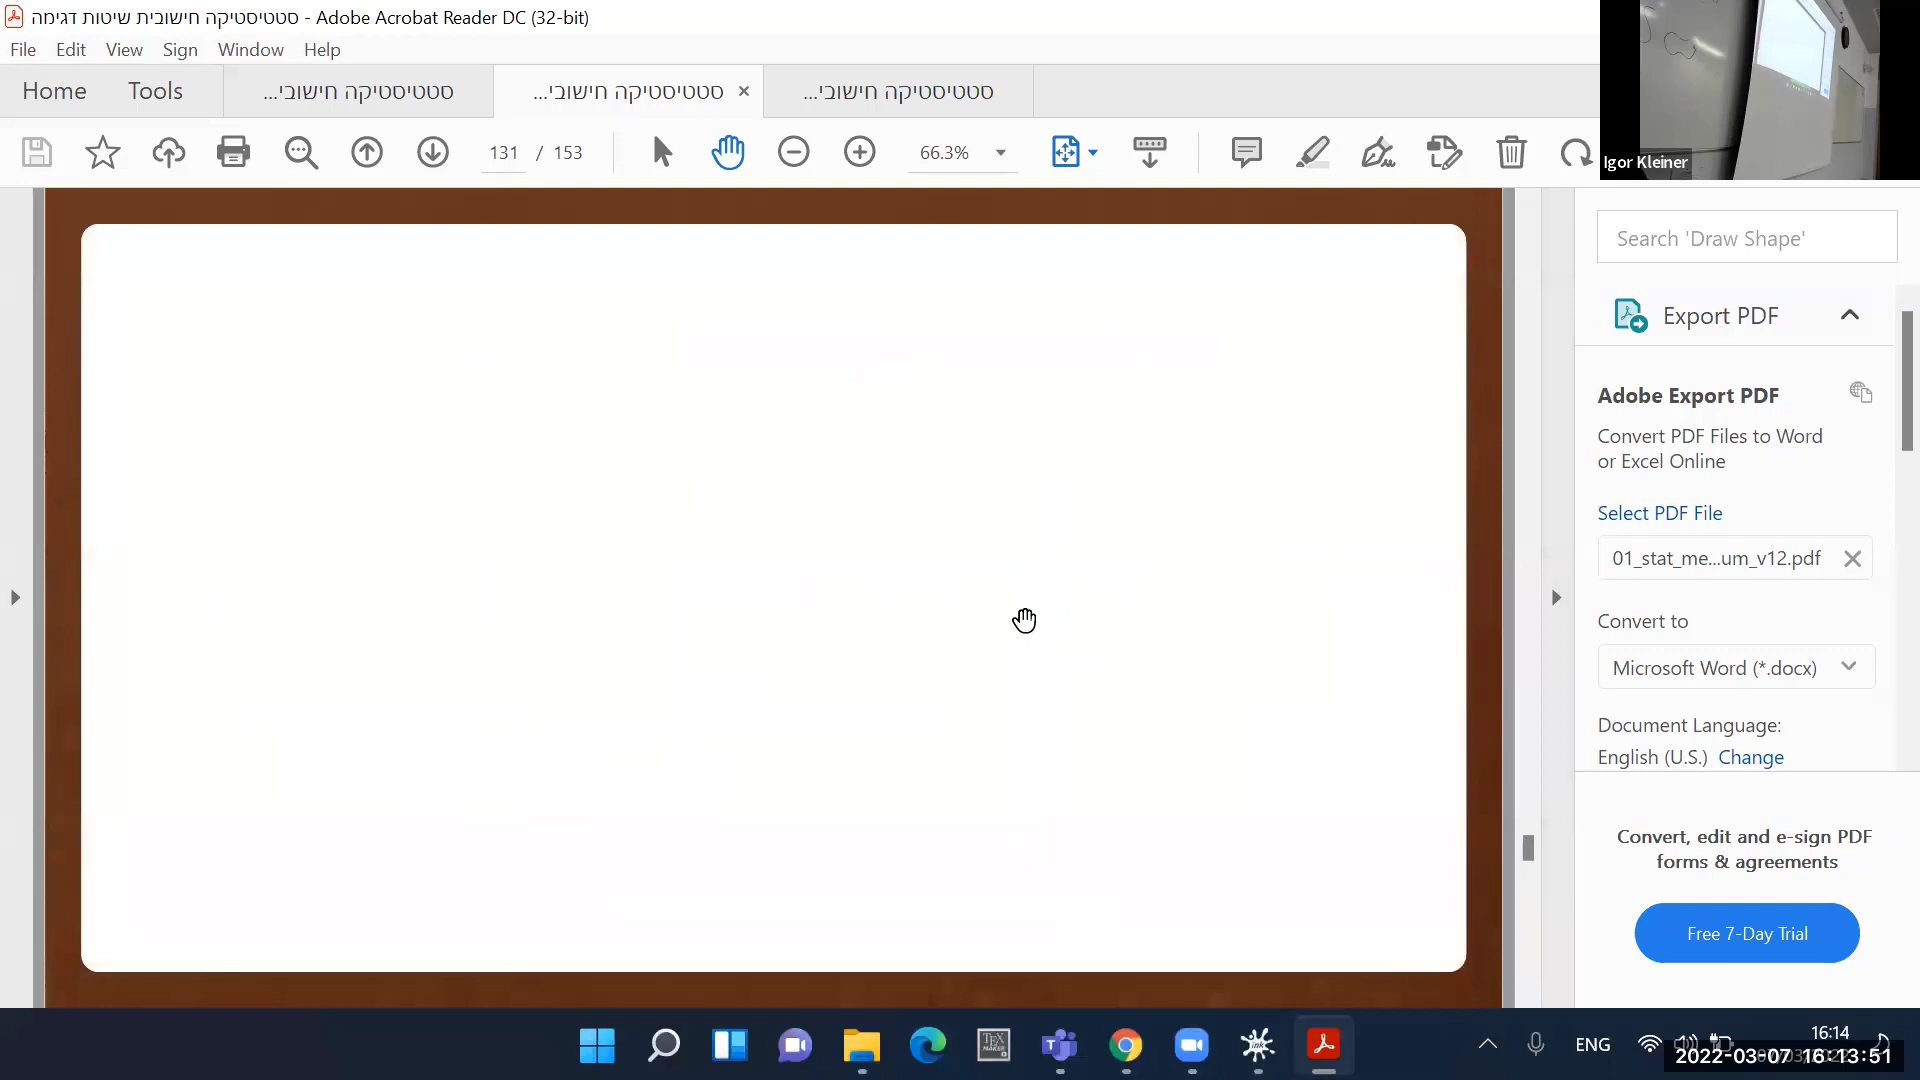 סטטיסטיקה חישובית שיטות דגימה - Adobe Acrobat Reader DC (32-bit)
File Edit View Sign Window Help
Home Tools סטטיסטיקה חישובי... סטטיסטיקה חישובי... סטטיסטיקה חישובי...
131 / 153 66.3%
Igor Kleiner
Search 'Draw Shape'
Export PDF
Adobe Export PDF
Convert PDF Files to Word
or Excel Online
Select PDF File
01_stat_me...um_v12.pdf
Convert to
Microsoft Word (*.docx)
Document Language:
English (U.S.) Change
Convert, edit and e-sign PDF
forms & agreements
Free 7-Day Trial
TEX
MAKER
ink
ENG
16:14
2022-03-07 16:13:51